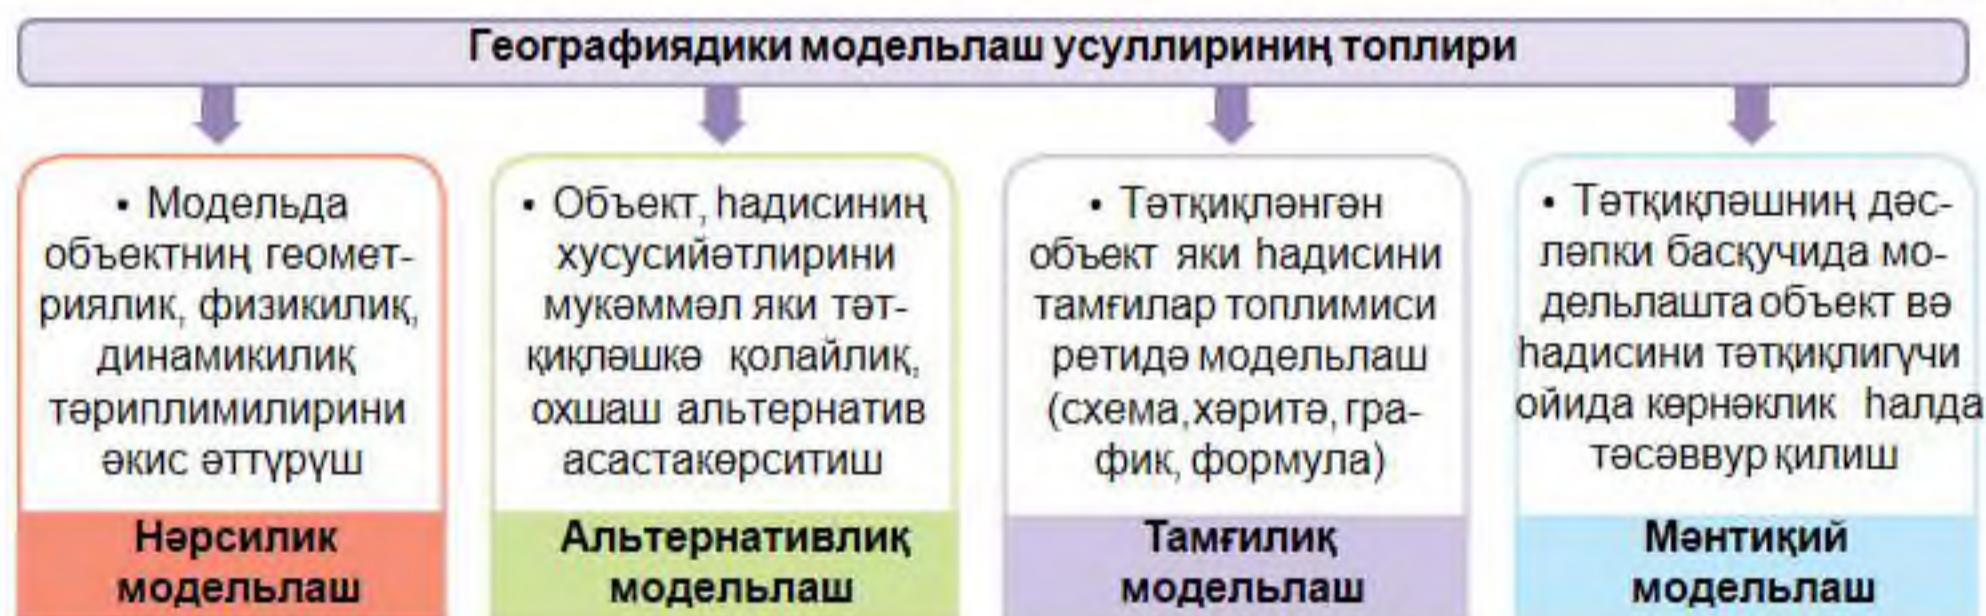 Географиядики модельлаш усуллириниң топлири
• Модельда
объектниң геомет-
риялик, физикилиқ,
динамикилиқ
тәриплимилирини
әкис әттүрүш
Нәрсилик
модельлаш
• Объект, һадисиниң
хусусийәтлирини
мукәммәл яки тәт-
қиқләшкә қолайлиқ,
охшаш альтернатив
асастакөрситиш
Альтернативлиқ
модельлаш
• Тәтқиқләнгән
объект яки һадисини
тамғилар топлимиси
ретидә модельлаш
(схема, хәритә, гра-
фик, формула)
Тамғилиқ
модельлаш
• Тәтқиқләшниң дәс-
ләпки басқучида мо-
дельлашта объект вә
һадисини тәтқиқлигүчи
ойида көрнәклик һалда
тәсәввур қилиш
Мәнтиқий
модельлаш